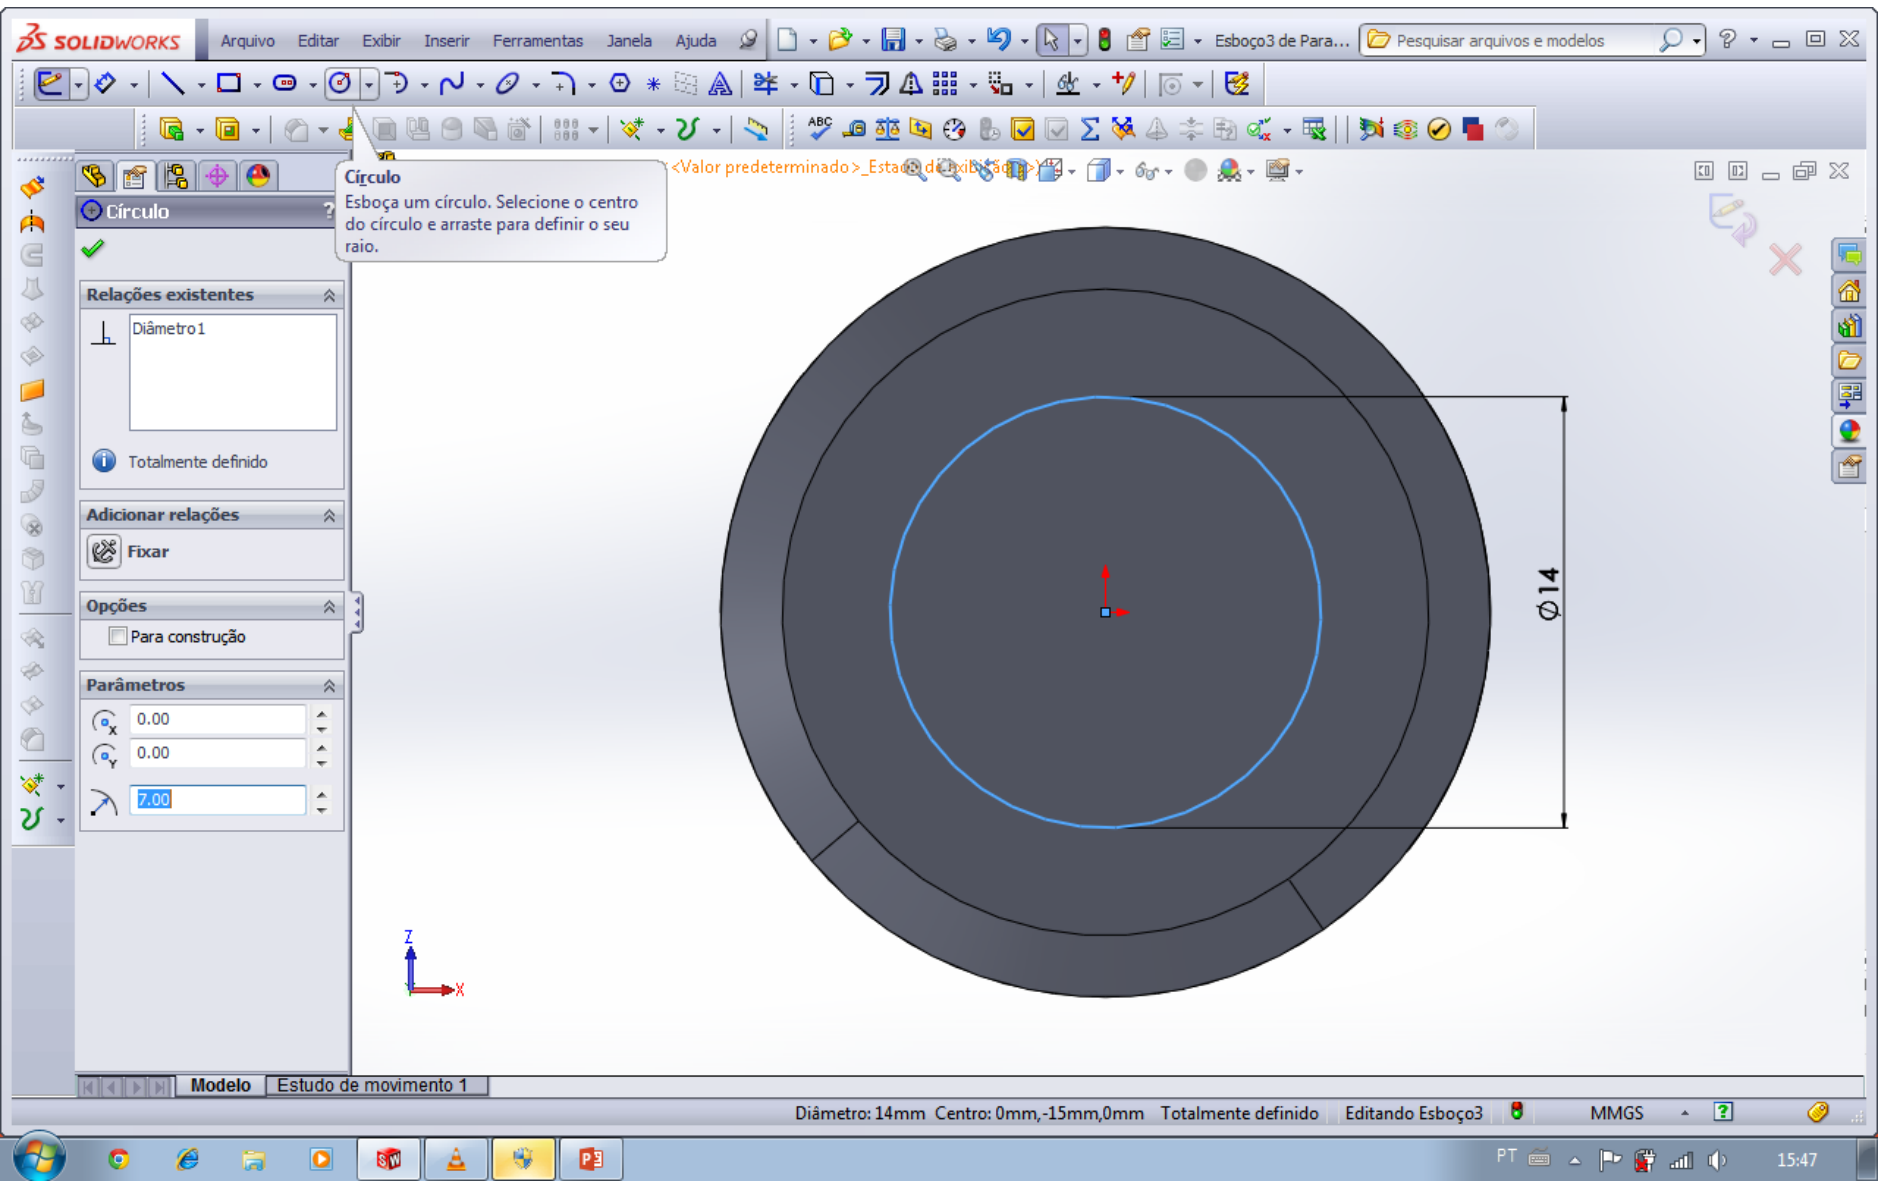 SOLIDWORKS Arquivo Editar Exibir Inserir Ferramentas Janela Ajuda Esboço3 de Para... Pesquisar arquivos e modelos ?
ABC
<Valor predeterminado>_Estado de
Círculo
Esboça um círculo. Selecione o centro
do círculo e arraste para definir o seu
raio.
Círculo ?
Relações existentes
Diâmetro1
Totalmente definido
Adicionar relações
Fixar
Opções
Para construção
Parâmetros
0.00
0.00
7.00
Ø14
Z
X
Modelo Estudo de movimento 1
Diâmetro: 14mm Centro: 0mm,-15mm,0mm Totalmente definido Editando Esboço3 MMGS ?
PT 15:47